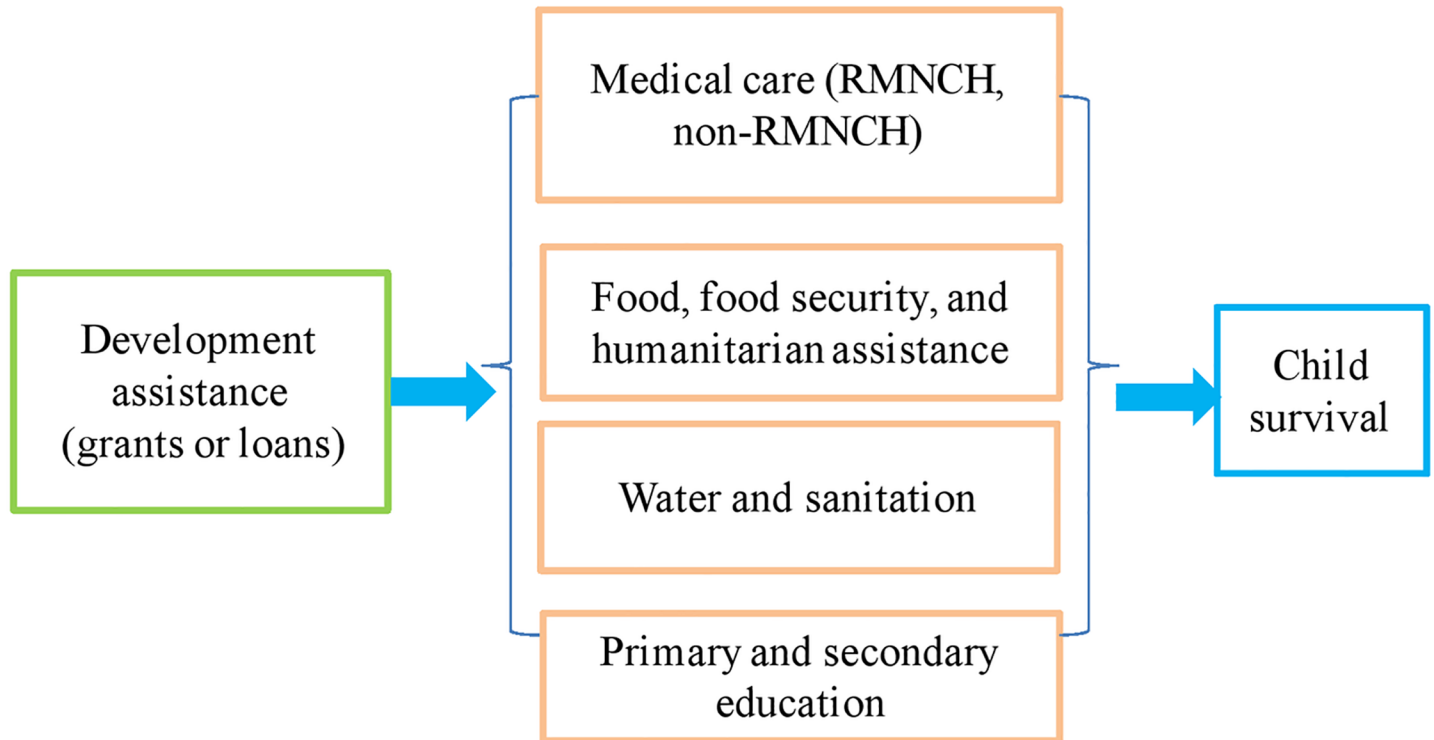 Development
assistance
(grants or loans)
Medical care (RMNCH,
non-RMNCH)
Food, food security, and
humanitarian assistance
Water and sanitation
Primary and secondary
education
Child
survival